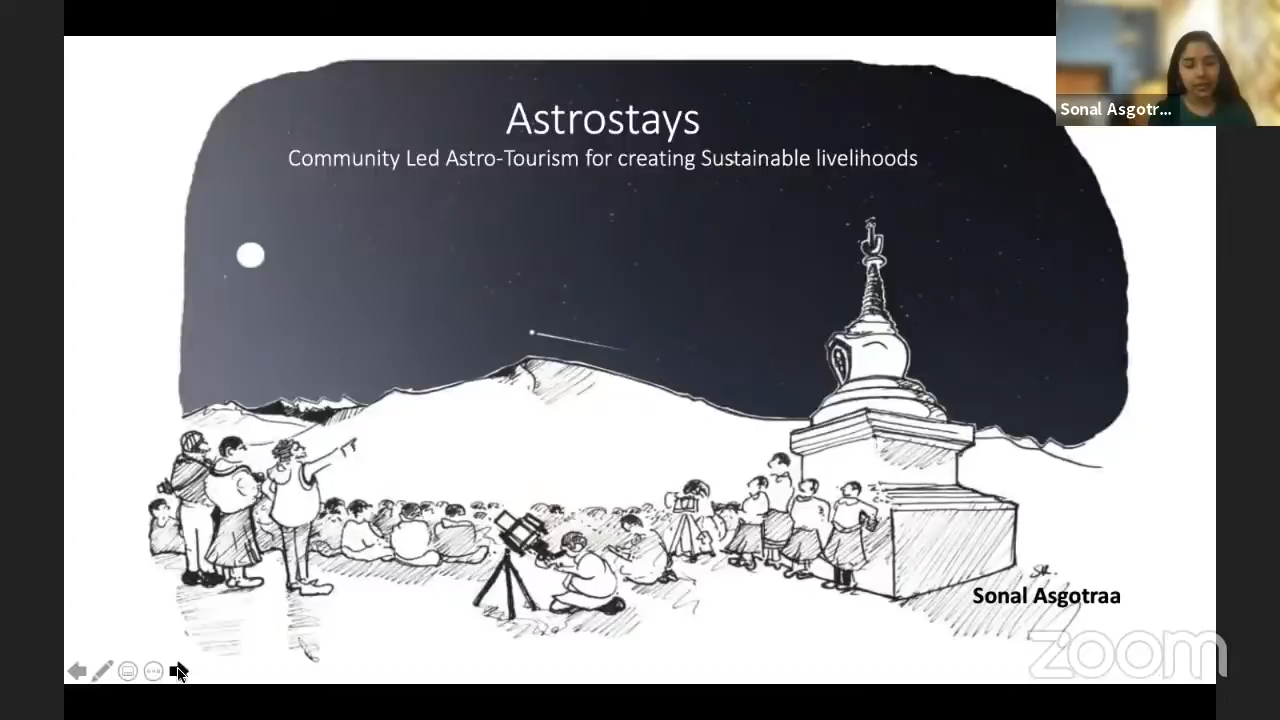 Astrostays
Community Led Astro-Tourism for creating Sustainable livelihoods
Sonal Asgotr...
Sonal Asgotraa
zoom